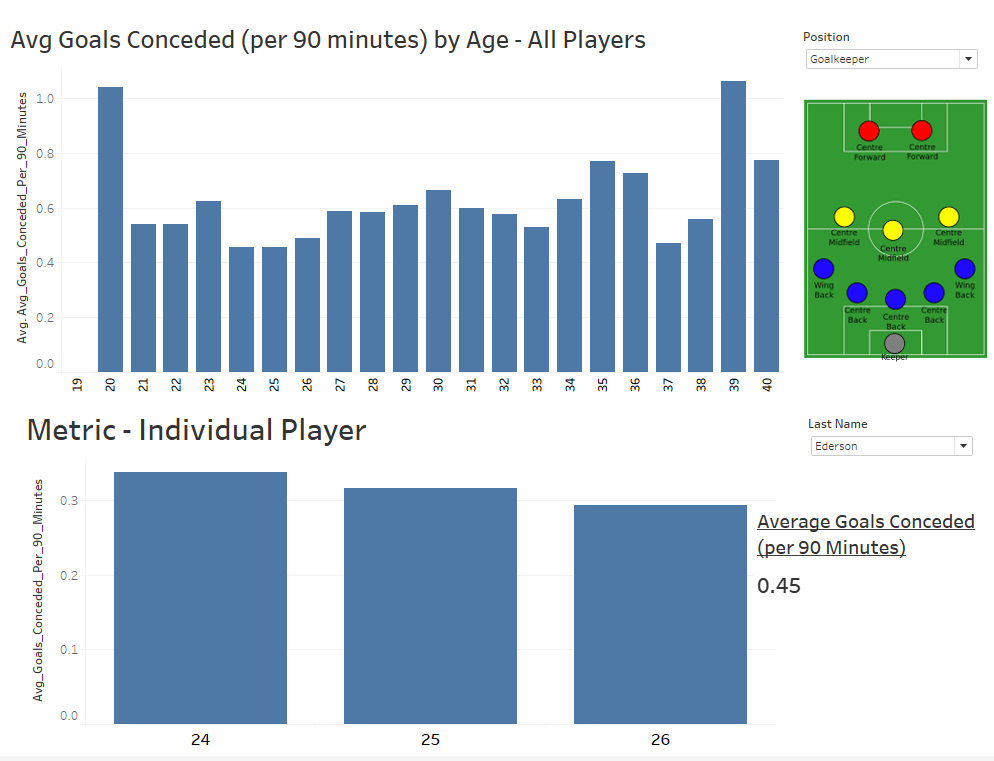 Avg Goals Conceded (per 90 minutes) by Age - All Players
Position
Goalkeeper
Avg. Avg_Goals_Conceded_Per_90_Minutes
1.0
0.8
0.6
0.4
0.2
0.0
19 20 21 22 23 24 25 26 27 28 29 30 31 32 33 34 35 36 37 38 39 40
Centre
Forward
Centre
Forward
Centre
Midfield
Centre
Midfield
Centre
Midfield
Wing
Back
Wing
Back
Centre
Back
Centre
Back
Centre
Back
Keeper
Metric - Individual Player
Last Name
Ederson
Avg_Goals_Conceded_Per_90_Minutes
0.3
0.2
0.1
0.0
24 25 26
Average Goals Conceded
(per 90 Minutes)
0.45